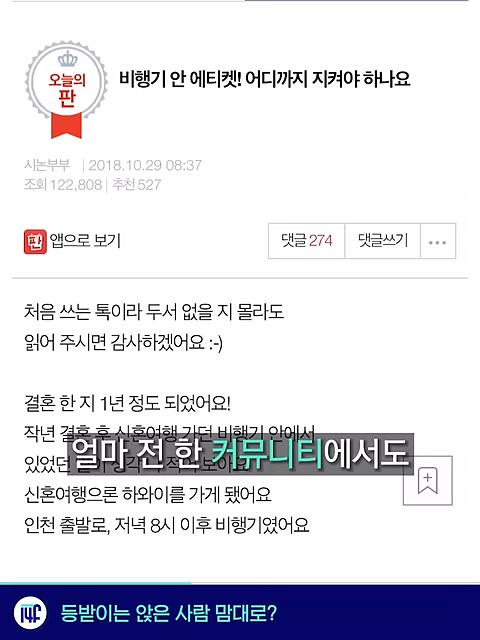 오늘의
판
비행기 안 에티켓! 어디까지 지켜야 하나요
시논부부 | 2018.10.29 08:37
조회 122,808 | 추천 527
판 앱으로 보기
댓글 274
댓글쓰기
처음 쓰는 톡이라 두서 없을 지 몰라도
읽어 주시면 감사하겠어요 :-)
결혼 한 지 1년 정도 되었어요!
작년 결혼 후 신혼여행 가던 비행기 안에서
있었던
얼마 전 한 커뮤니티에서도
신혼여행으론 하와이를 가게 됐어요
인천 출발로, 저녁 8시 이후 비행기였어요
14F
등받이는 앉은 사람 맘대로?